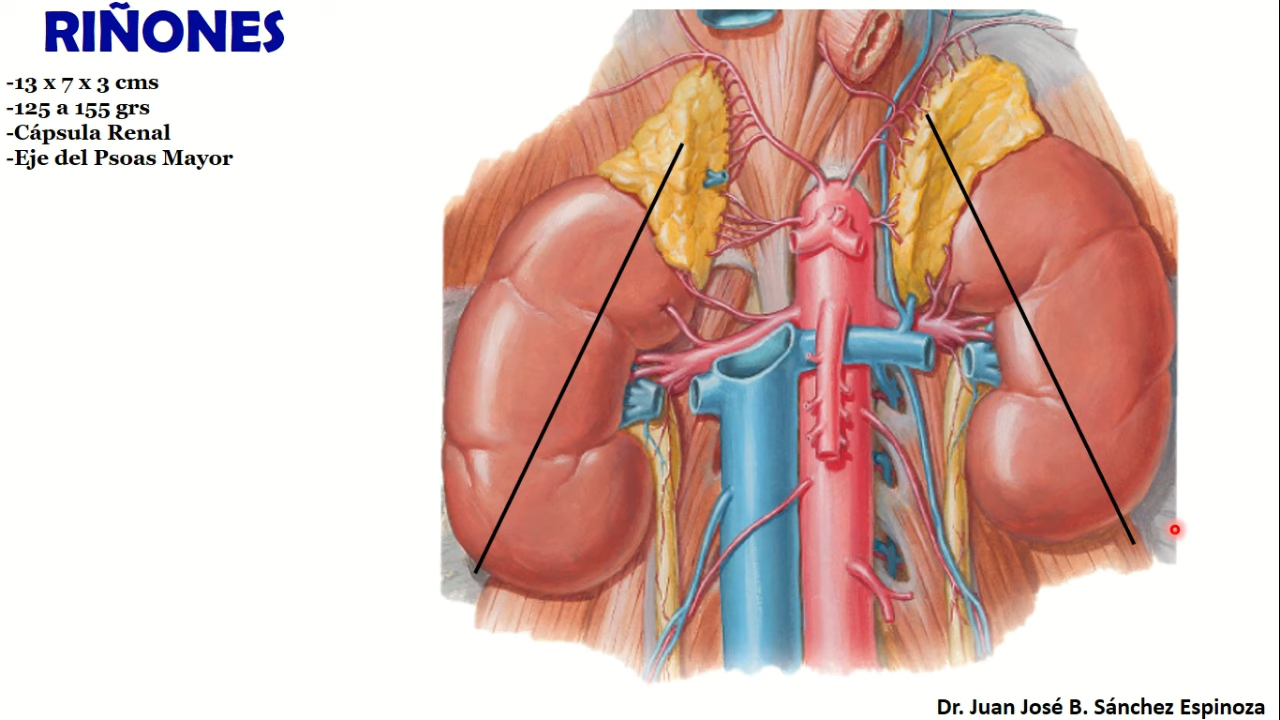 RIÑONES
-13 x 7 x 3 cms
-125 a 155 grs
-Cápsula Renal
-Eje del Psoas Mayor
Dr. Juan José B. Sánchez Espinoza